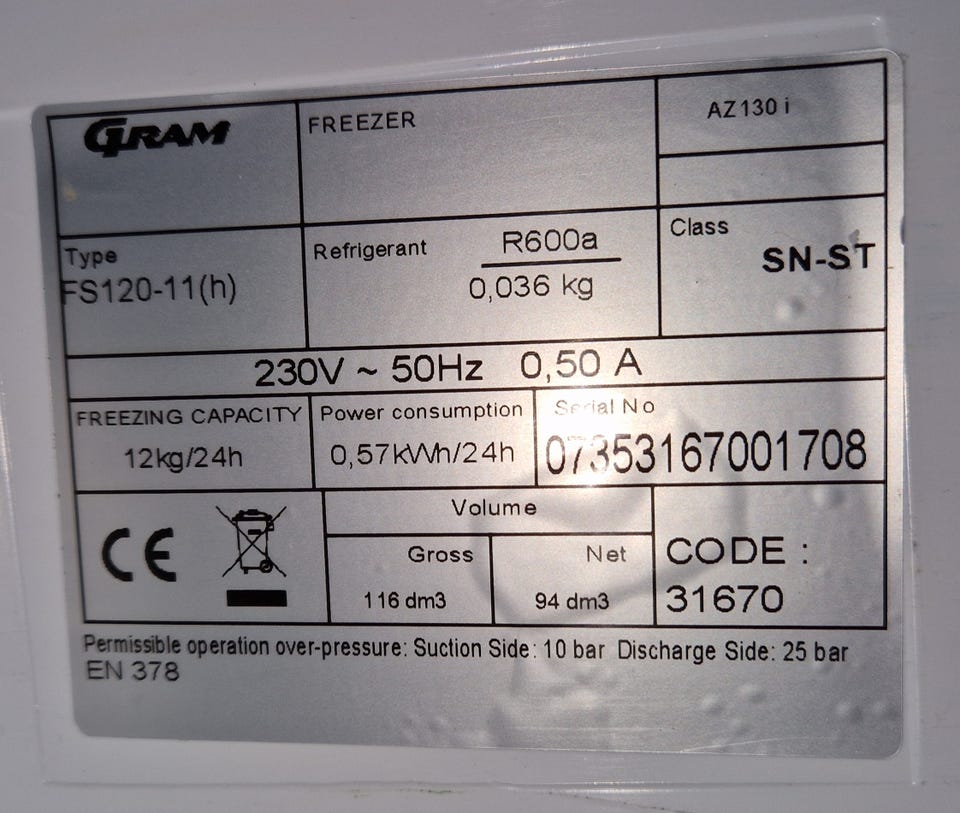 GRAM
FREEZER
AZ130 i
Type
FS120-11(h)
Refrigerant
R600a
0,036 kg
Class
SN-ST
230V ~ 50Hz 0,50 A
FREEZING CAPACITY
12kg/24h
Power consumption
0,57kWh/24h
Serial No
07353167001708
CE
Volume
Gross
116 dm3
Net
94 dm3
CODE :
31670
Permissible operation over-pressure: Suction Side: 10 bar Discharge Side: 25 bar
EN 378